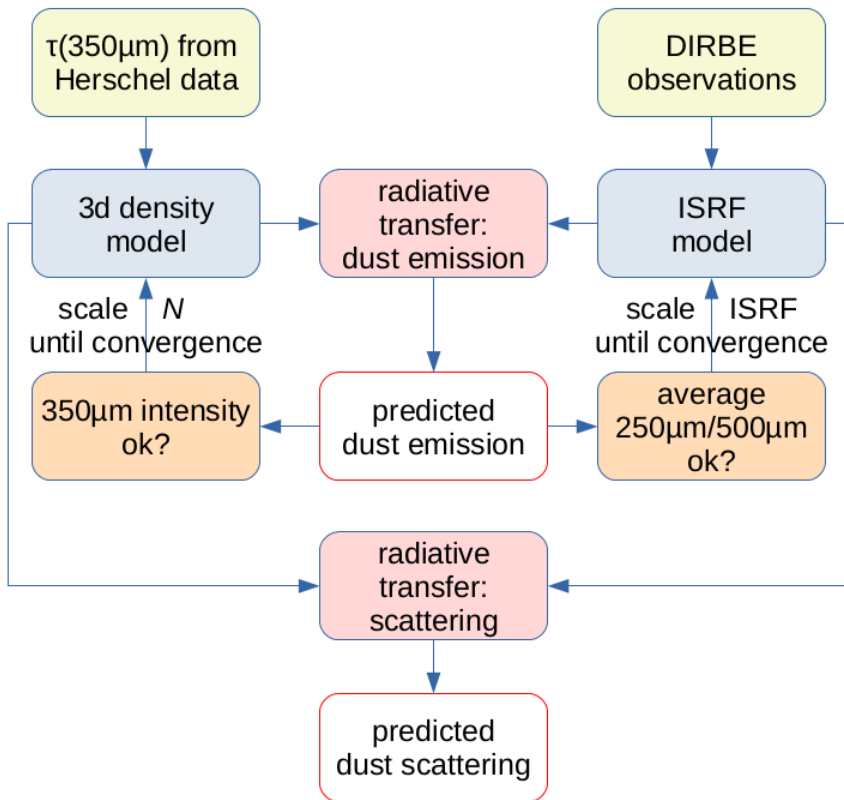 τ(350µm) from
Herschel data
DIRBE
observations
3d density
model
radiative
transfer:
dust emission
ISRF
model
scale N
until convergence
scale ISRF
until convergence
350µm intensity
ok?
predicted
dust emission
average
250µm/500µm
ok?
radiative
transfer:
scattering
predicted
dust scattering